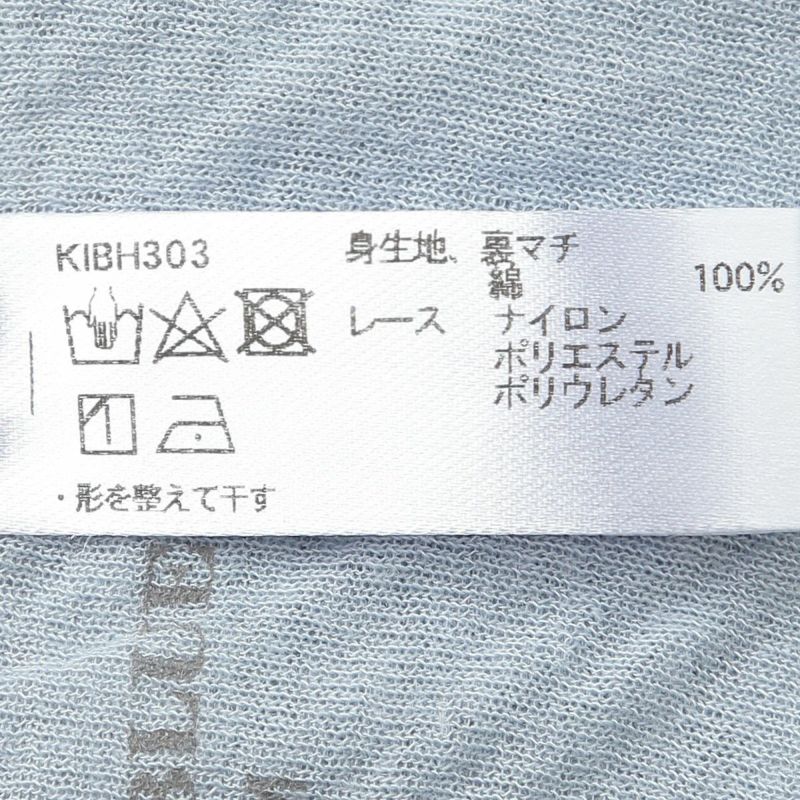 KIBH303
身生地、裏マチ
綿 100%
レース ナイロン
ポリエステル
ポリウレタン
・形を整えて干す